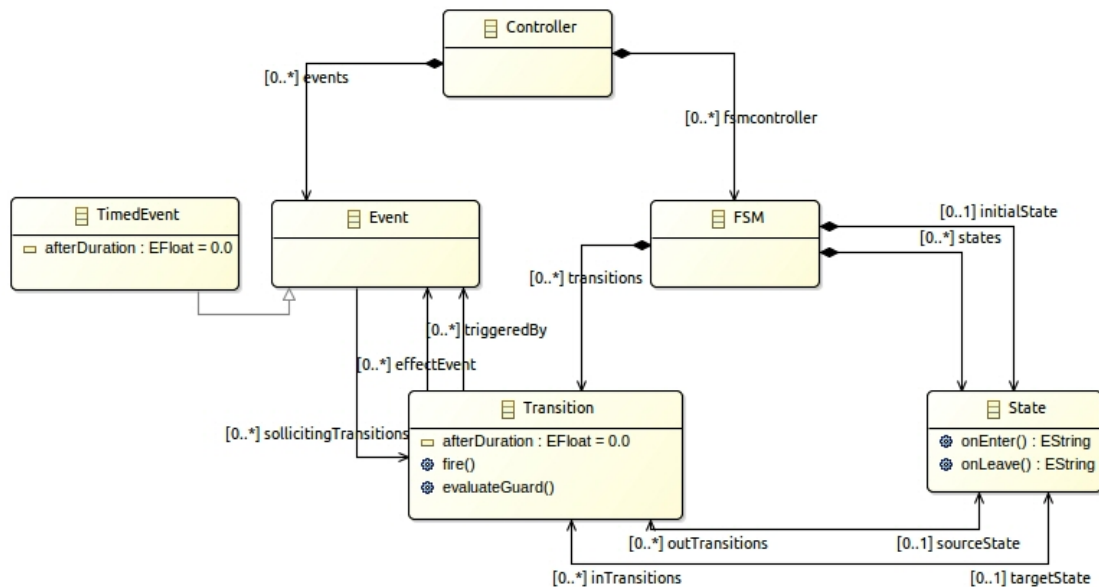 Controller
[0..*] events
[0..*] fsmcontroller
TimedEvent
afterDuration : EFloat = 0.0
Event
FSM
[0..1] initialState
[0..*] states
[0..*] transitions
[0..*] triggeredBy
[0..*] effectEvent
[0..*] sollicitingTransitions
Transition
afterDuration : EFloat = 0.0
fire()
evaluateGuard()
State
onEnter() : EString
onLeave() : EString
[0..*] outTransitions
[0..1] sourceState
[0..*] inTransitions
[0..1] targetState